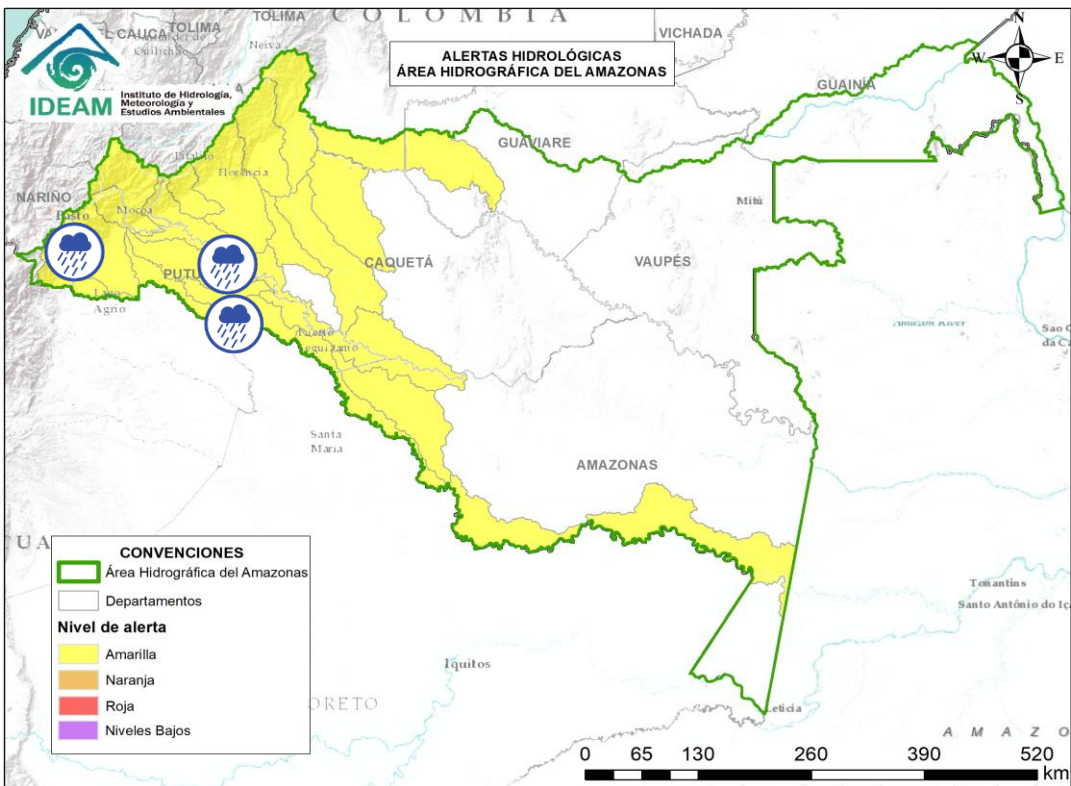 COLOMBIA
TOLIMA
TOLIMA
Neiva
VICHADA
ALERTAS HIDROLÓGICAS
ÁREA HIDROGRÁFICA DEL AMAZONAS
N
W
E
S
IDEAM
Instituto de Hidrología,
Meteorología y
Estudios Ambientales
GUAINÍA
GUAVIARE
Pitalito
Florencia
NARIÑO
Pasto
Mocoa
Mitú
CAQUETÁ
VAUPÉS
PUTU
Lago
Agrio
Puerto
Leguízamo
Santa
Maria
AMAZONAS
CONVENCIONES
Área Hidrográfica del Amazonas
Departamentos
Nivel de alerta
Amarilla
Naranja
Roja
Niveles Bajos
Tonantins
Santo Antônio do Iça
Iquitos
ORETO
Leticia
A M A Z O
0 65 130 260 390 520
km